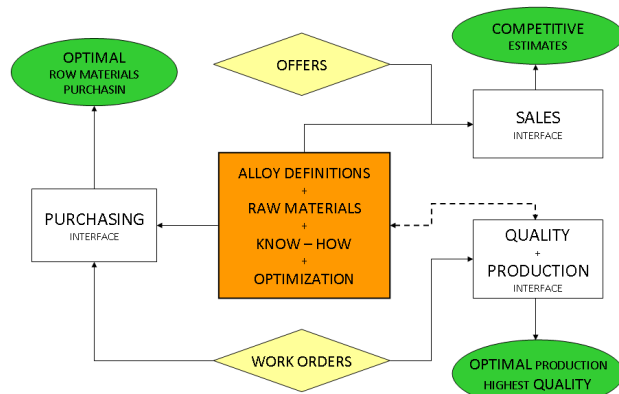 COMPETITIVE
ESTIMATES
OPTIMAL
ROW MATERIALS
PURCHASIN
OFFERS
SALES
INTERFACE
ALLOY DEFINITIONS
+
RAW MATERIALS
+
KNOW – HOW
+
OPTIMIZATION
PURCHASING
INTERFACE
QUALITY
+
PRODUCTION
INTERFACE
WORK ORDERS
OPTIMAL PRODUCTION
HIGHEST QUALITY